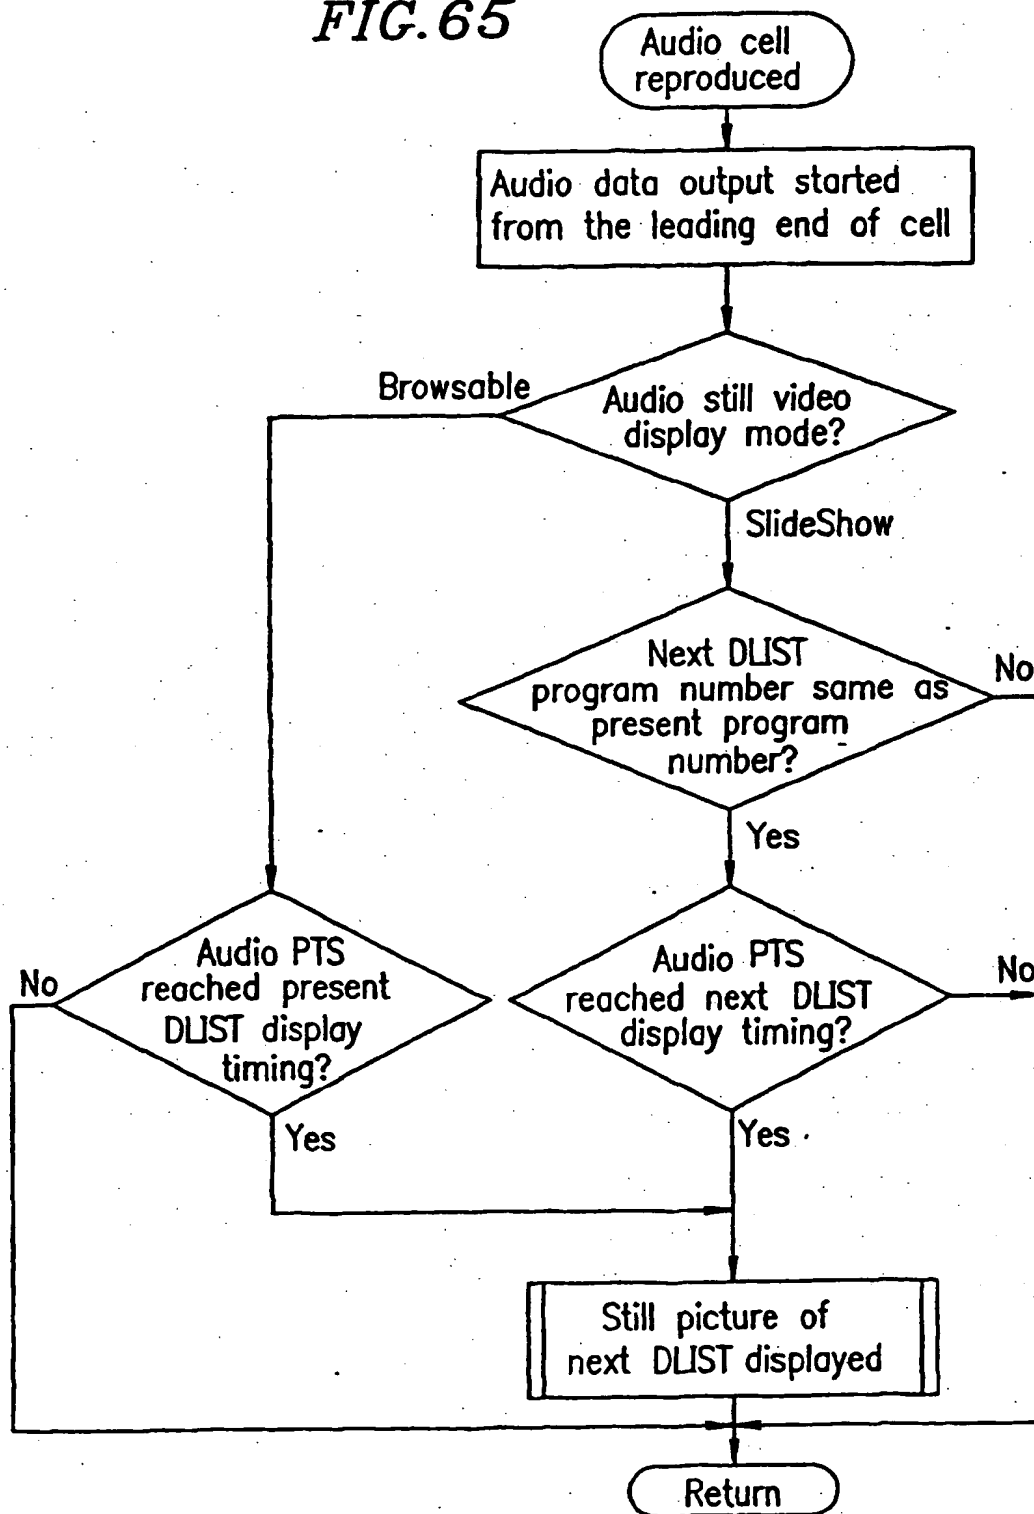 FIG.65
Audio cell
reproduced
Audio data output started
from the leading end of cell
Browsable
Audio still video
display mode?
SlideShow
Next DLIST
program number same as
present program
number?
No
Yes
Audio PTS
reached present
DLIST display
timing?
No
Yes
Audio PTS
reached next DLIST
display timing?
No
Yes
Still picture of
next DLIST displayed
Return